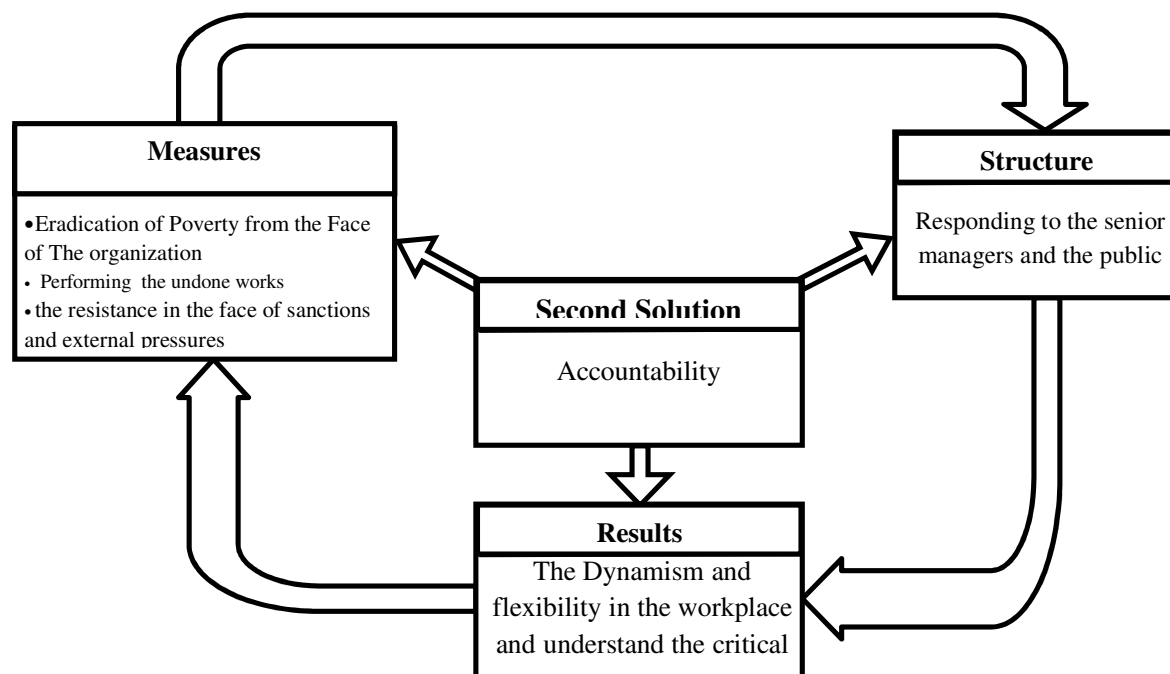 Measures
•Eradication of Poverty from the Face
of The organization
• Performing the undone works
• the resistance in the face of sanctions
and external pressures
Structure
Responding to the senior
managers and the public
Second Solution
Accountability
Results
The Dynamism and
flexibility in the workplace
and understand the critical